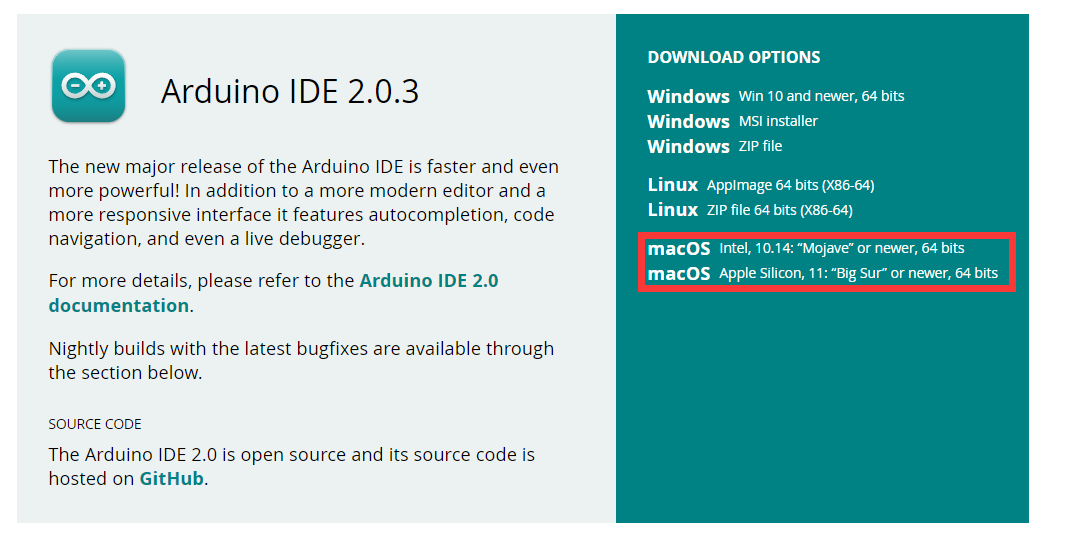 Arduino IDE 2.0.3
The new major release of the Arduino IDE is faster and even
more powerful! In addition to a more modern editor and a
more responsive interface it features autocompletion, code
navigation, and even a live debugger.
For more details, please refer to the Arduino IDE 2.0
documentation.
Nightly builds with the latest bugfixes are available through
the section below.
SOURCE CODE
The Arduino IDE 2.0 is open source and its source code is
hosted on GitHub.
DOWNLOAD OPTIONS
Windows Win 10 and newer, 64 bits
Windows MSI installer
Windows ZIP file
Linux AppImage 64 bits (X86-64)
Linux ZIP file 64 bits (X86-64)
macOS Intel, 10.14: “Mojave” or newer, 64 bits
macOS Apple Silicon, 11: “Big Sur” or newer, 64 bits